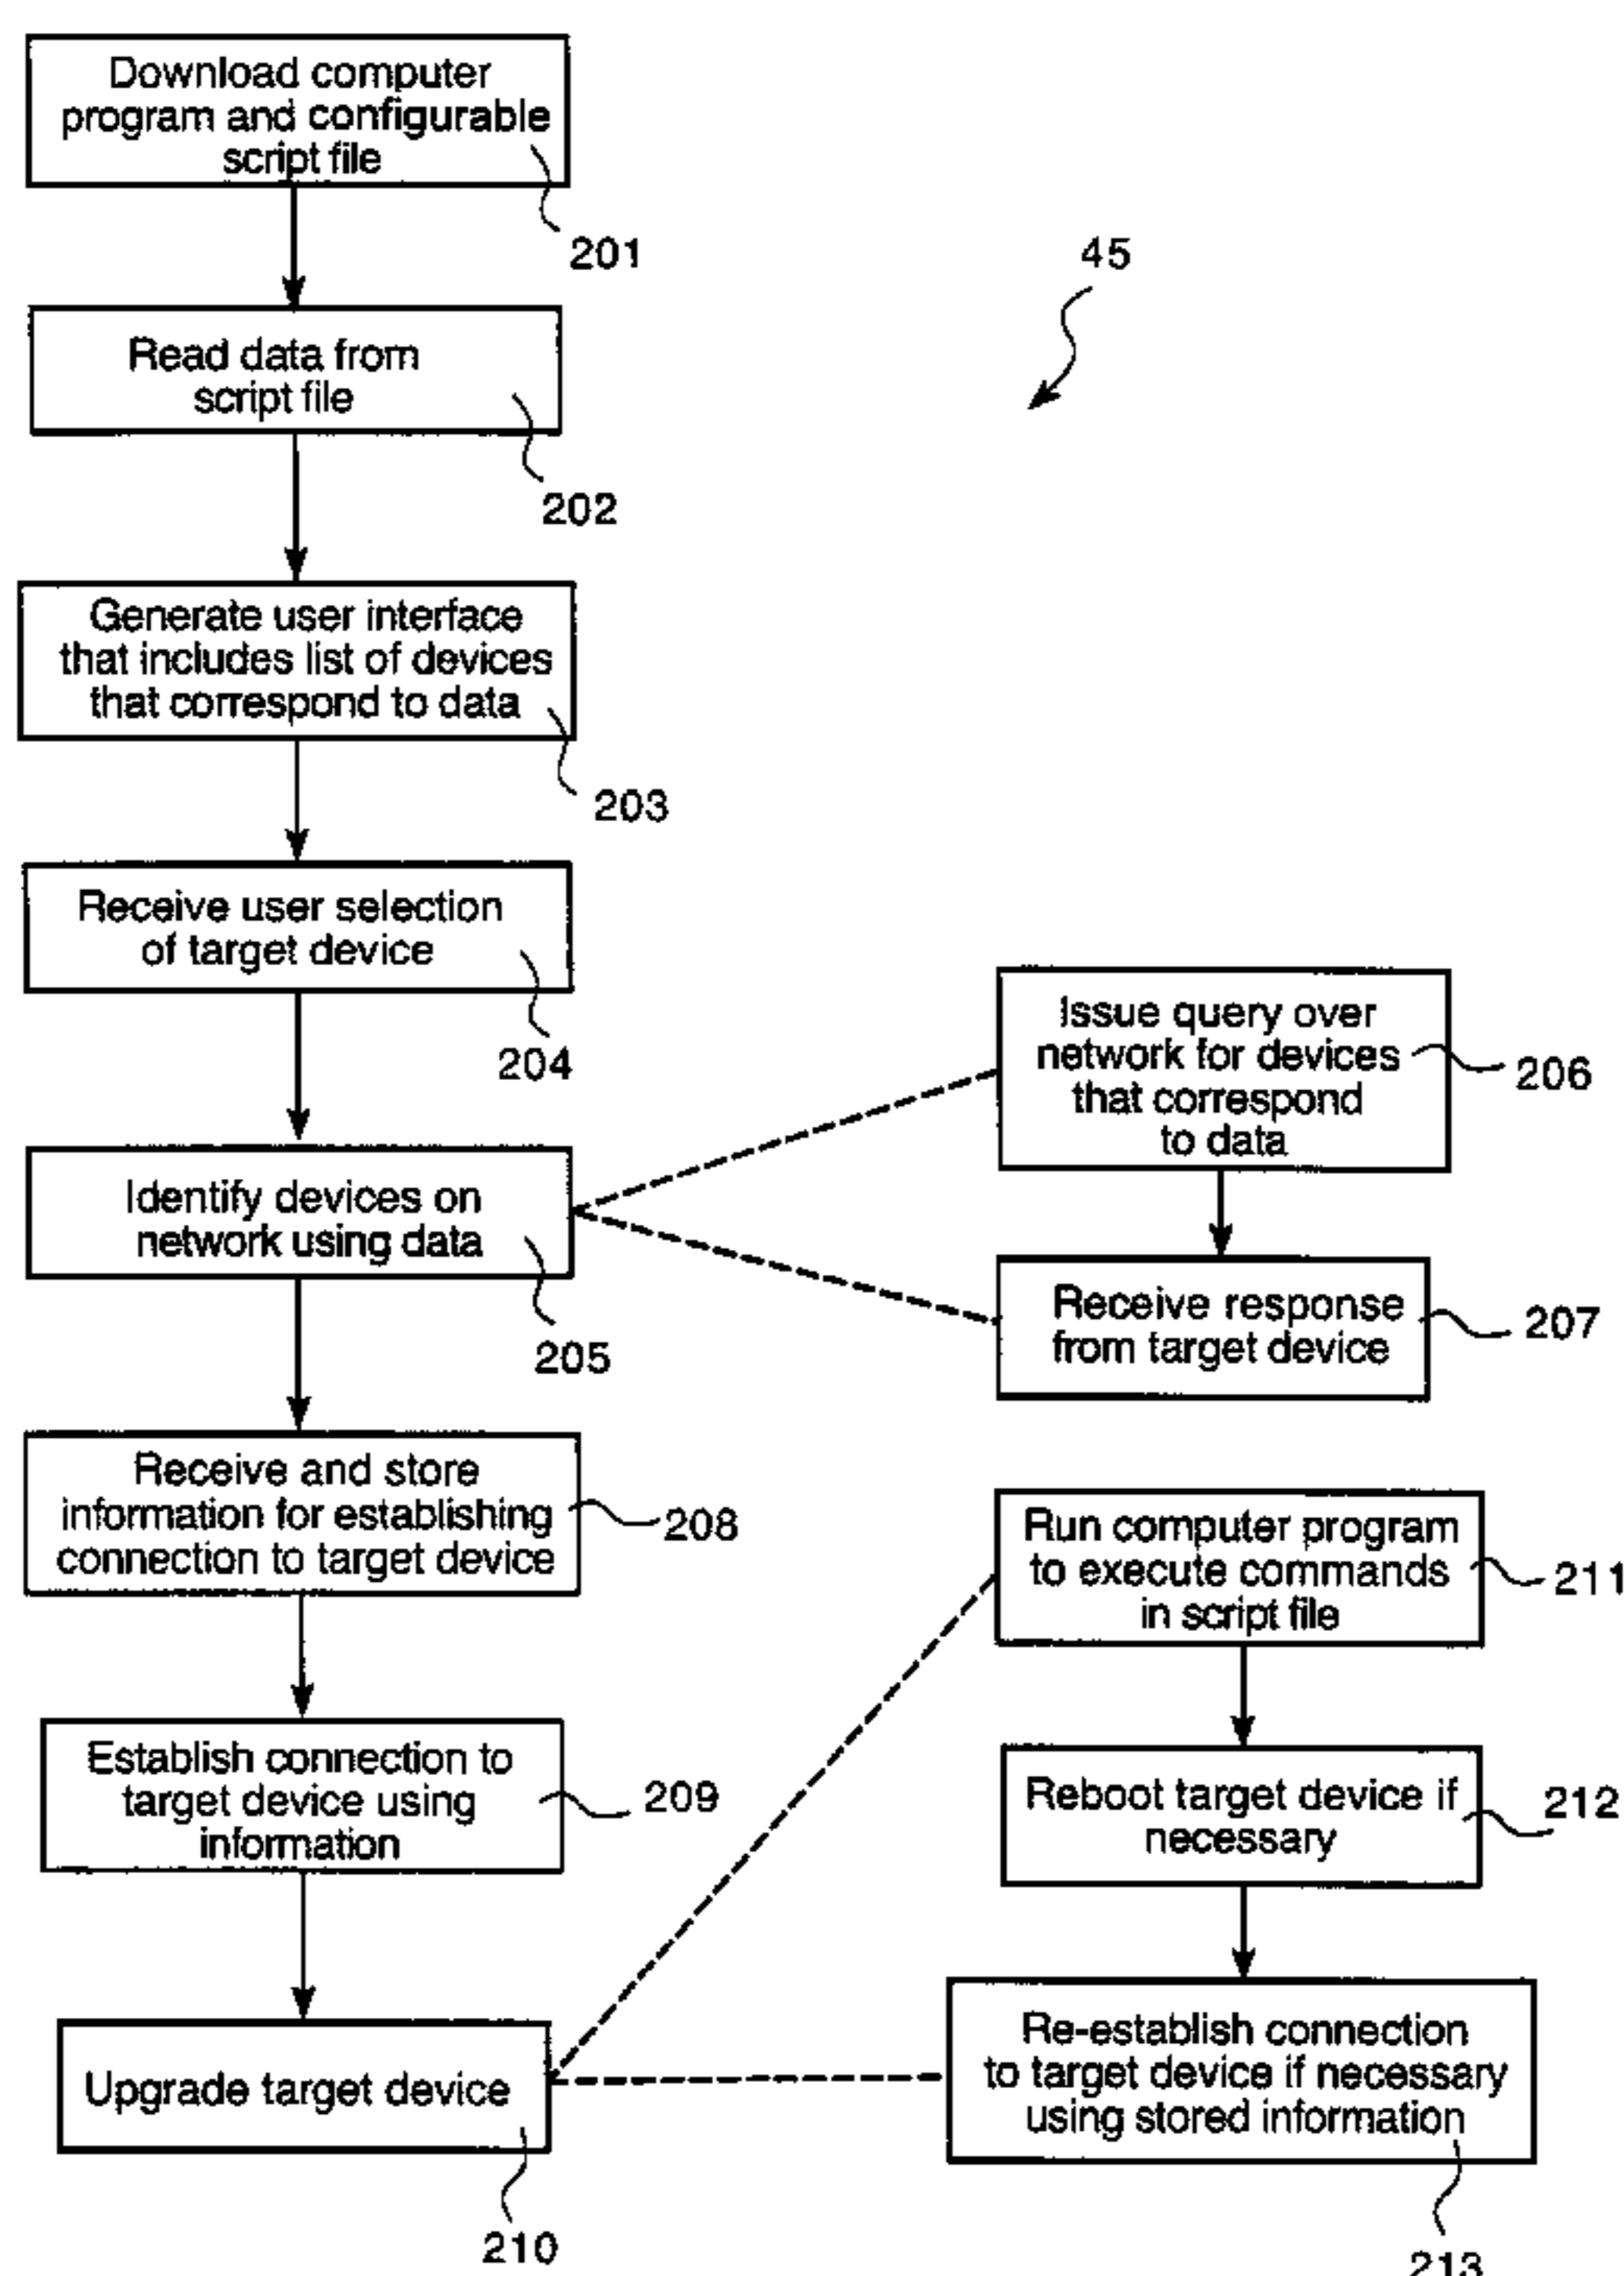 Download computer
program and configurable
script file
201
45
Read data from
script file
202
Generate user interface
that includes list of devices
that correspond to data
203
Receive user selection
of target device
204
Issue query over
network for devices
that correspond
to data
206
Identify devices on
network using data
205
Receive response
from target device
207
Receive and store
information for establishing
connection to target device
208
Run computer program
to execute commands
in script file
211
Establish connection to
target device using
information
209
Reboot target device if
necessary
212
Upgrade target device
210
Re-establish connection
to target device if necessary
using stored information
213